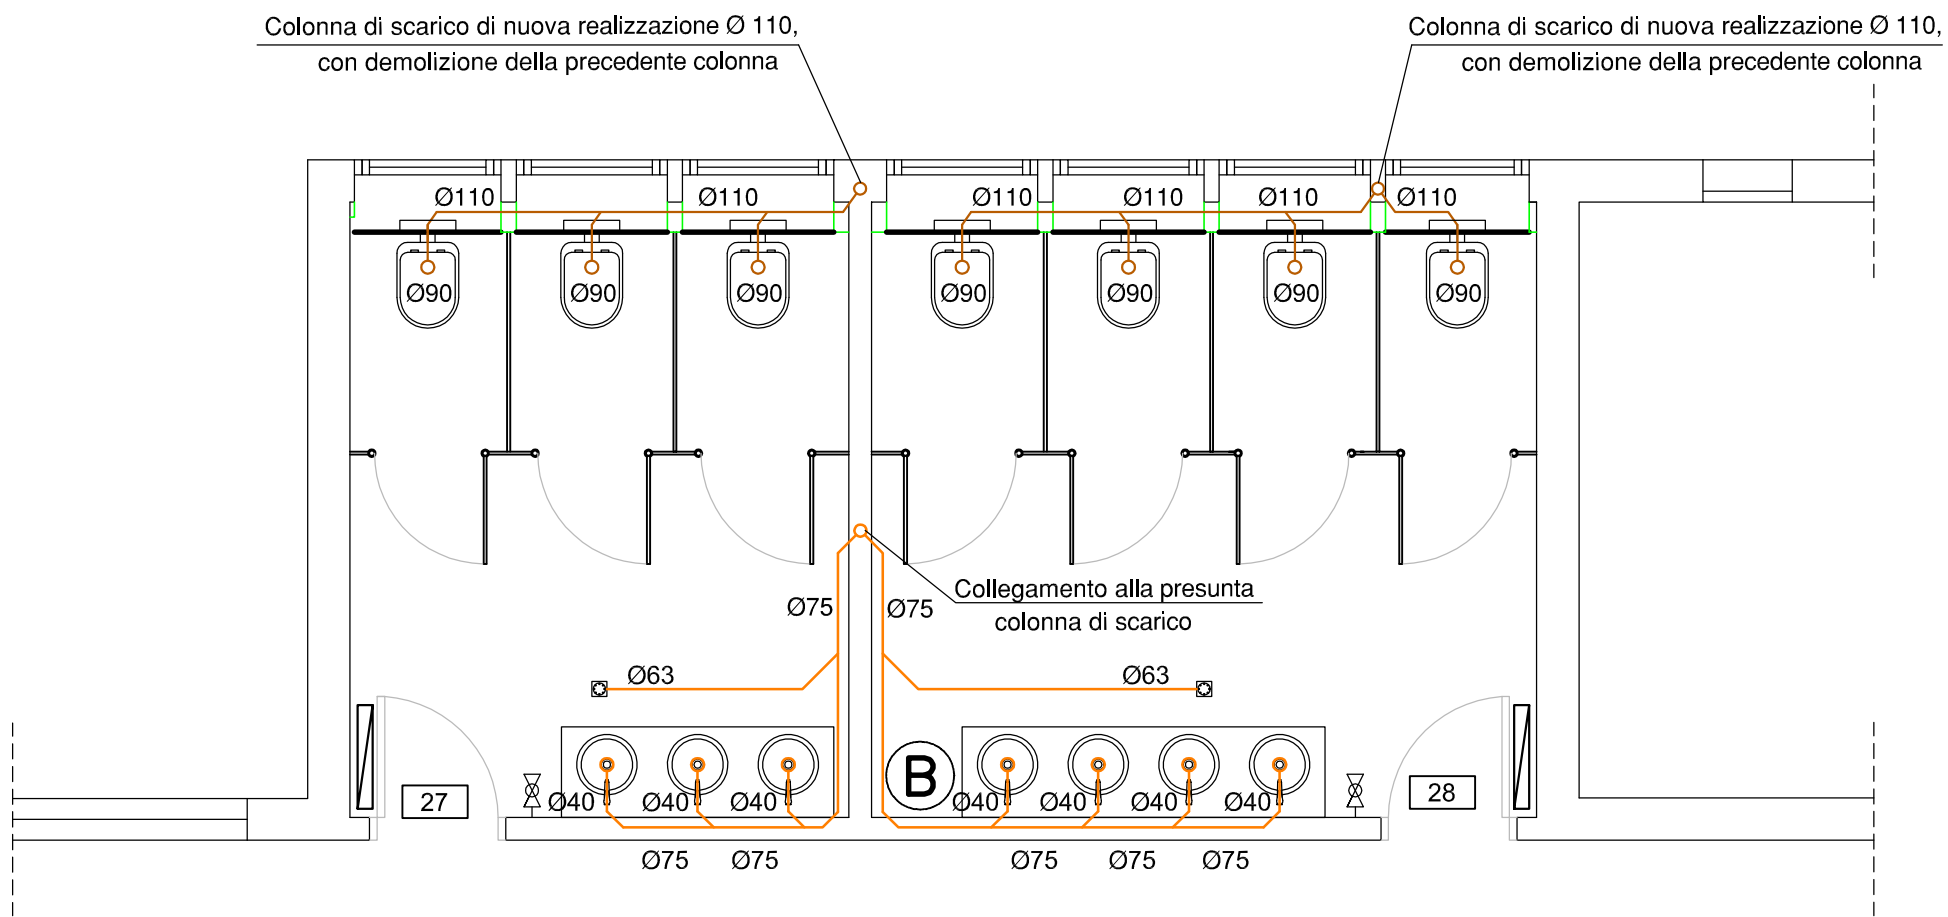 Colonna di scarico di nuova realizzazione Ø 110,
con demolizione della precedente colonna
Colonna di scarico di nuova realizzazione Ø 110,
con demolizione della precedente colonna
Ø110 Ø110 Ø110 Ø110 Ø110 Ø110
Ø90 Ø90 Ø90 Ø90 Ø90 Ø90 Ø90
Collegamento alla presunta
colonna di scarico
Ø75 Ø75
Ø63 Ø63
B
27 Ø40 Ø40 Ø40 Ø40 Ø40 Ø40 Ø40 28
Ø75 Ø75 Ø75 Ø75 Ø75